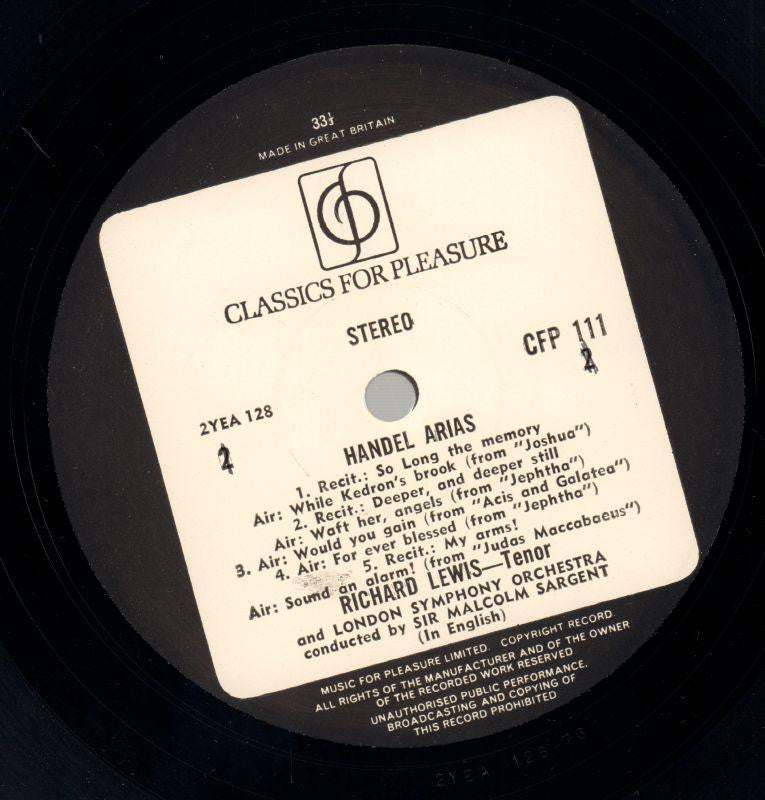 33⅓
MADE IN GREAT BRITAIN
CLASSICS FOR PLEASURE
STEREO
CFP 111
2
2YEA 128
2
HANDEL ARIAS
1. Recit.: So Long the memory
Air: While Kedron's brook (from "Joshua")
2. Recit.: Deeper, and deeper still
Air: Waft her, angels (from "Jephtha")
3. Air: Would you gain (from "Acis and Galatea")
4. Air: For ever blessed (from "Jephtha")
5. Recit.: My arms!
Air: Sound an alarm! (from "Judas Maccabaeus")
RICHARD LEWIS—Tenor
and LONDON SYMPHONY ORCHESTRA
conducted by SIR MALCOLM SARGENT
(In English)
MUSIC FOR PLEASURE LIMITED. COPYRIGHT RECORD.
ALL RIGHTS OF THE MANUFACTURER AND OF THE OWNER
OF THE RECORDED WORK RESERVED
UNAUTHORISED PUBLIC PERFORMANCE,
BROADCASTING AND COPYING OF
THIS RECORD PROHIBITED
2YEA 128